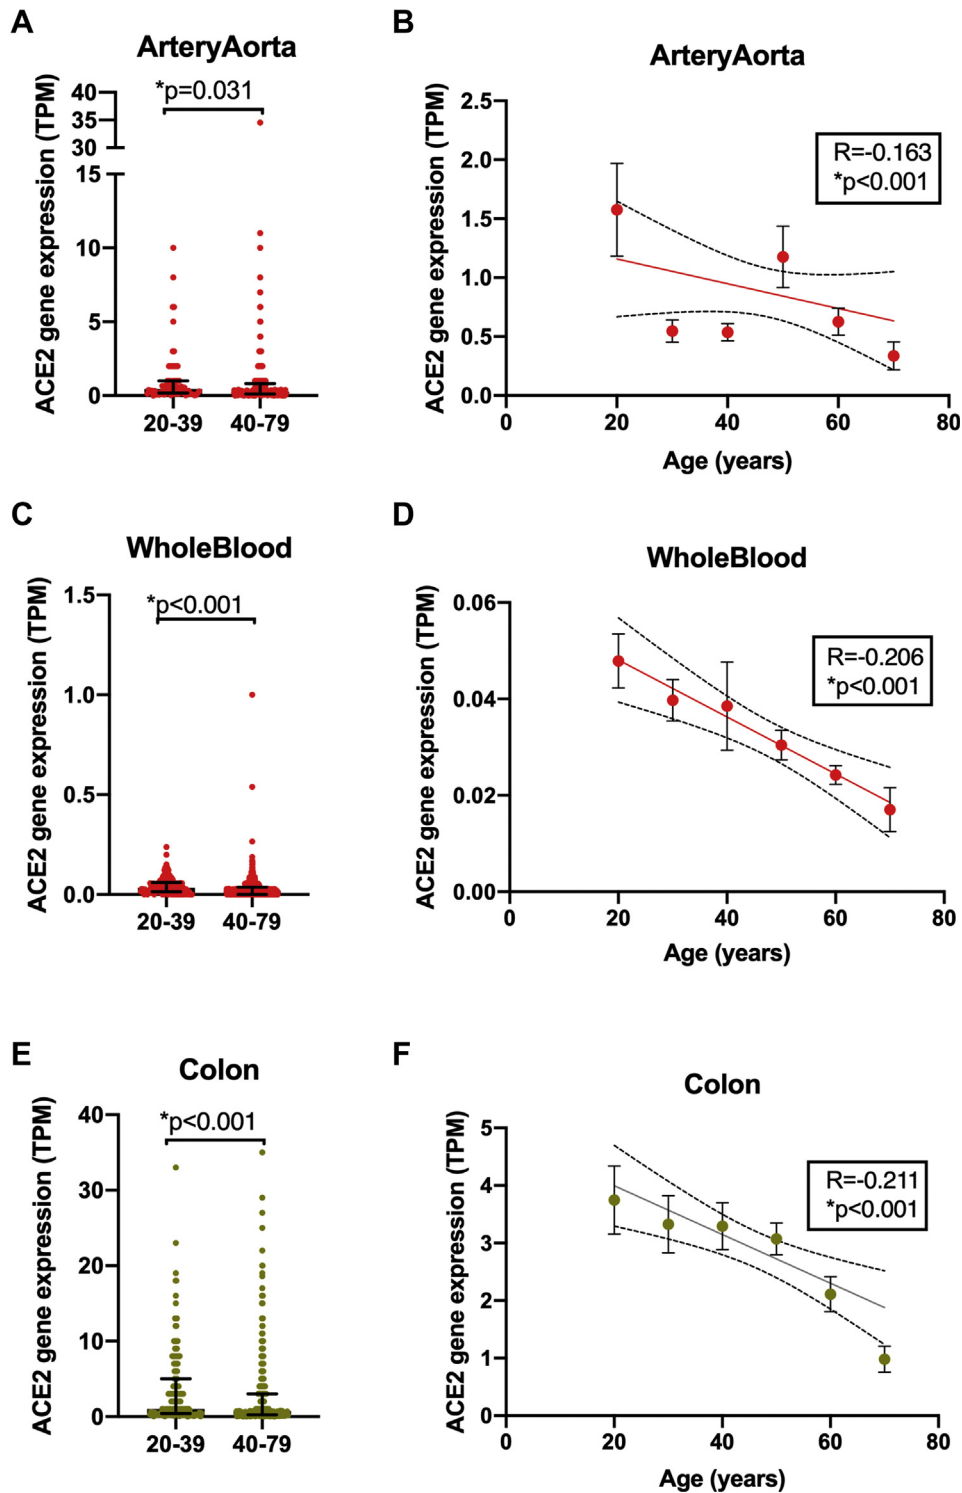 A
ArteryAorta
ACE2 gene expression (TPM)
*p=0.031
40
35
30
15
10
5
0
20-39
40-79
B
ArteryAorta
ACE2 gene expression (TPM)
2.5
2.0
1.5
1.0
0.5
0.0
R=-0.163
*p<0.001
0
20
40
60
80
Age (years)
C
WholeBlood
ACE2 gene expression (TPM)
*p<0.001
1.5
1.0
0.5
0.0
20-39
40-79
D
WholeBlood
ACE2 gene expression (TPM)
0.06
0.04
0.02
0.00
R=-0.206
*p<0.001
0
20
40
60
80
Age (years)
E
Colon
ACE2 gene expression (TPM)
*p<0.001
40
30
20
10
0
20-39
40-79
F
Colon
ACE2 gene expression (TPM)
5
4
3
2
1
0
R=-0.211
*p<0.001
0
20
40
60
80
Age (years)